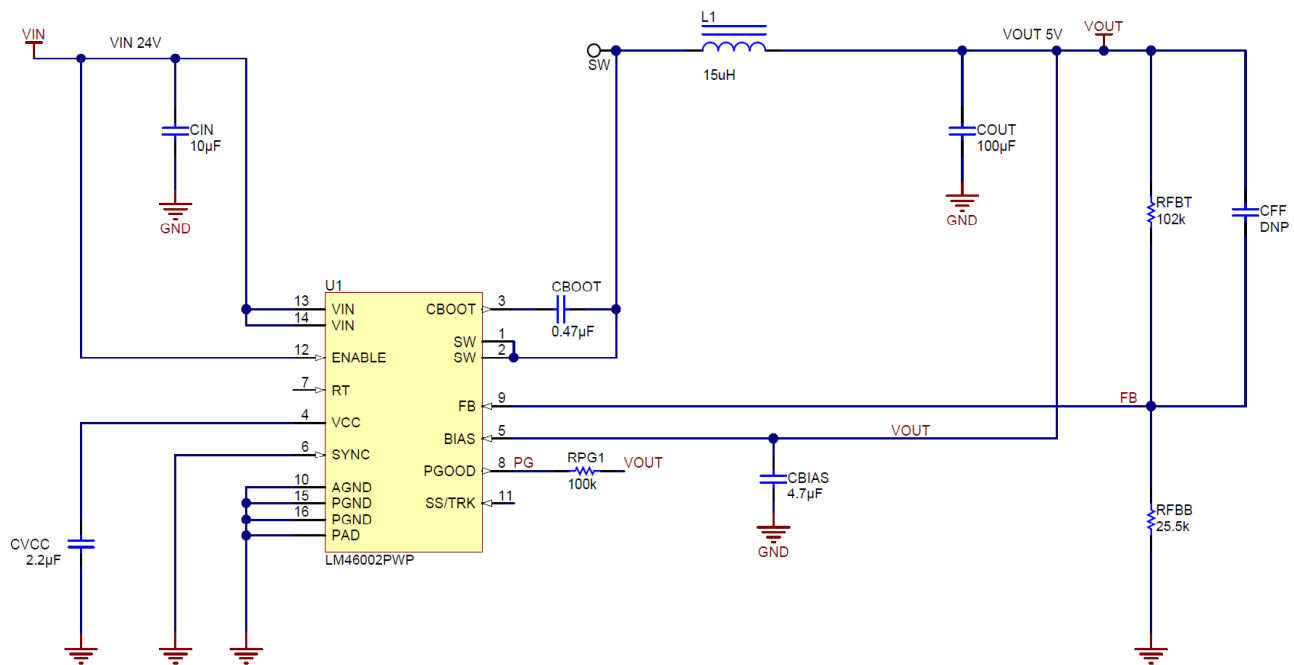 VIN
VIN 24V
CIN
10µF
GND
SW
L1
15uH
VOUT 5V
VOUT
COUT
100µF
GND
RFBT
102k
CFF
DNP
U1
13 VIN
14 VIN
12 ENABLE
7 RT
4 VCC
6 SYNC
10 AGND
15 PGND
16 PGND
PAD
CBOOT 3
SW 1
SW 2
FB 9
BIAS 5
PGOOD 8
SS/TRK 11
LM46002PWP
CBOOT
0.47µF
FB
VOUT
PG
RPG1
100k
VOUT
CBIAS
4.7µF
GND
RFBB
25.5k
CVCC
2.2µF